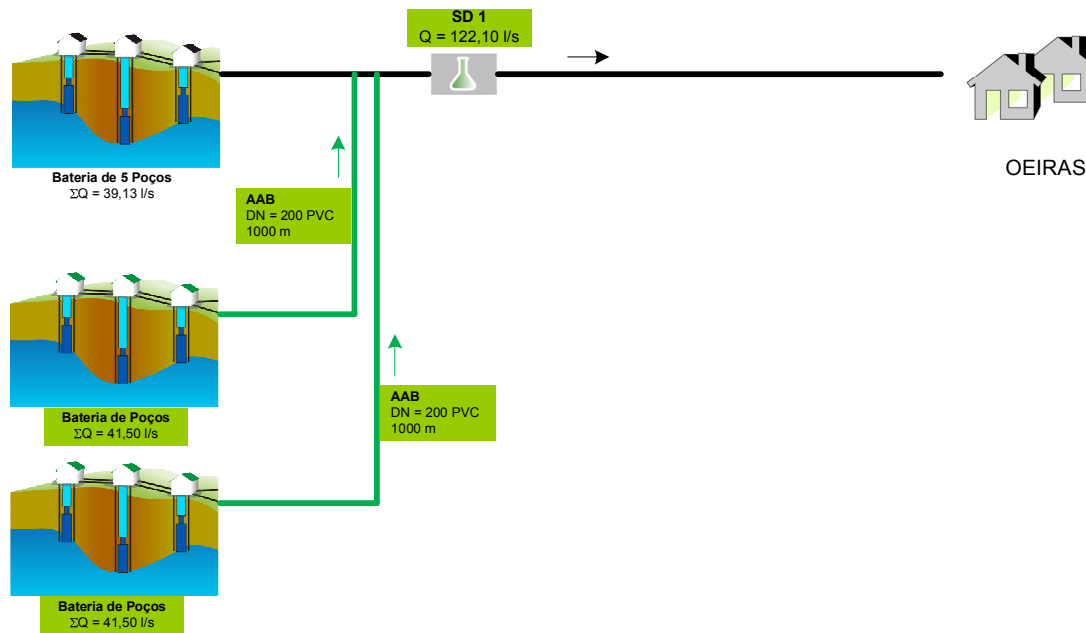 SD 1
Q = 122,10 l/s
OEIRAS
Bateria de 5 Poços
ΣQ = 39,13 l/s
AAB
DN = 200 PVC
1000 m
AAB
DN = 200 PVC
1000 m
Bateria de Poços
ΣQ = 41,50 l/s
Bateria de Poços
ΣQ = 41,50 l/s